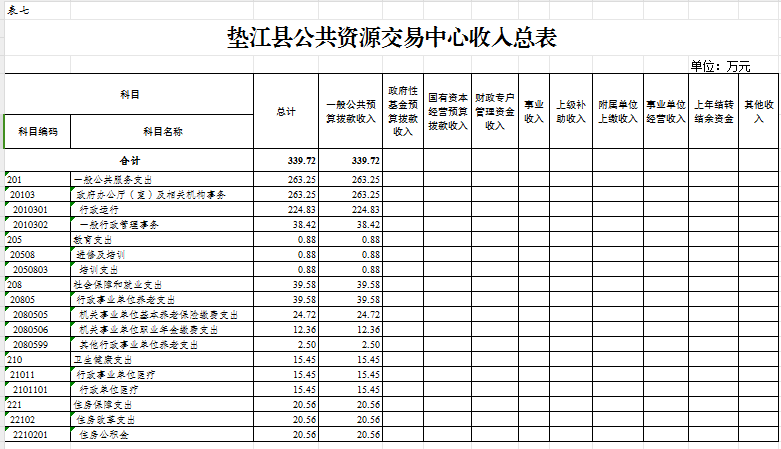 表七
垫江县公共资源交易中心收入总表
单位：万元
科目 总计 一般公共预算拨款收入 政府性基金预算拨款收入 国有资本经营预算拨款收入 财政专户管理资金收入 事业收入 上级补助收入 附属单位上缴收入 事业单位经营收入 上年结转结余资金 其他收入
科目编码 科目名称
合计 339.72 339.72
201 一般公共服务支出 263.25 263.25
20103 政府办公厅（室）及相关机构事务 263.25 263.25
2010301 行政运行 224.83 224.83
2010302 一般行政管理事务 38.42 38.42
205 教育支出 0.88 0.88
20508 进修及培训 0.88 0.88
2050803 培训支出 0.88 0.88
208 社会保障和就业支出 39.58 39.58
20805 行政事业单位养老支出 39.58 39.58
2080505 机关事业单位基本养老保险缴费支出 24.72 24.72
2080506 机关事业单位职业年金缴费支出 12.36 12.36
2080599 其他行政事业单位养老支出 2.50 2.50
210 卫生健康支出 15.45 15.45
21011 行政事业单位医疗 15.45 15.45
2101101 行政单位医疗 15.45 15.45
221 住房保障支出 20.56 20.56
22102 住房改革支出 20.56 20.56
2210201 住房公积金 20.56 20.56